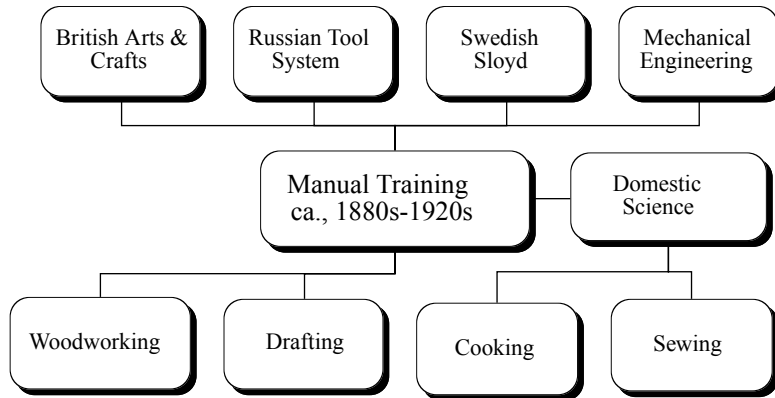 British Arts &
Crafts
Russian Tool
System
Swedish
Sloyd
Mechanical
Engineering
Manual Training
ca., 1880s-1920s
Domestic
Science
Woodworking
Drafting
Cooking
Sewing